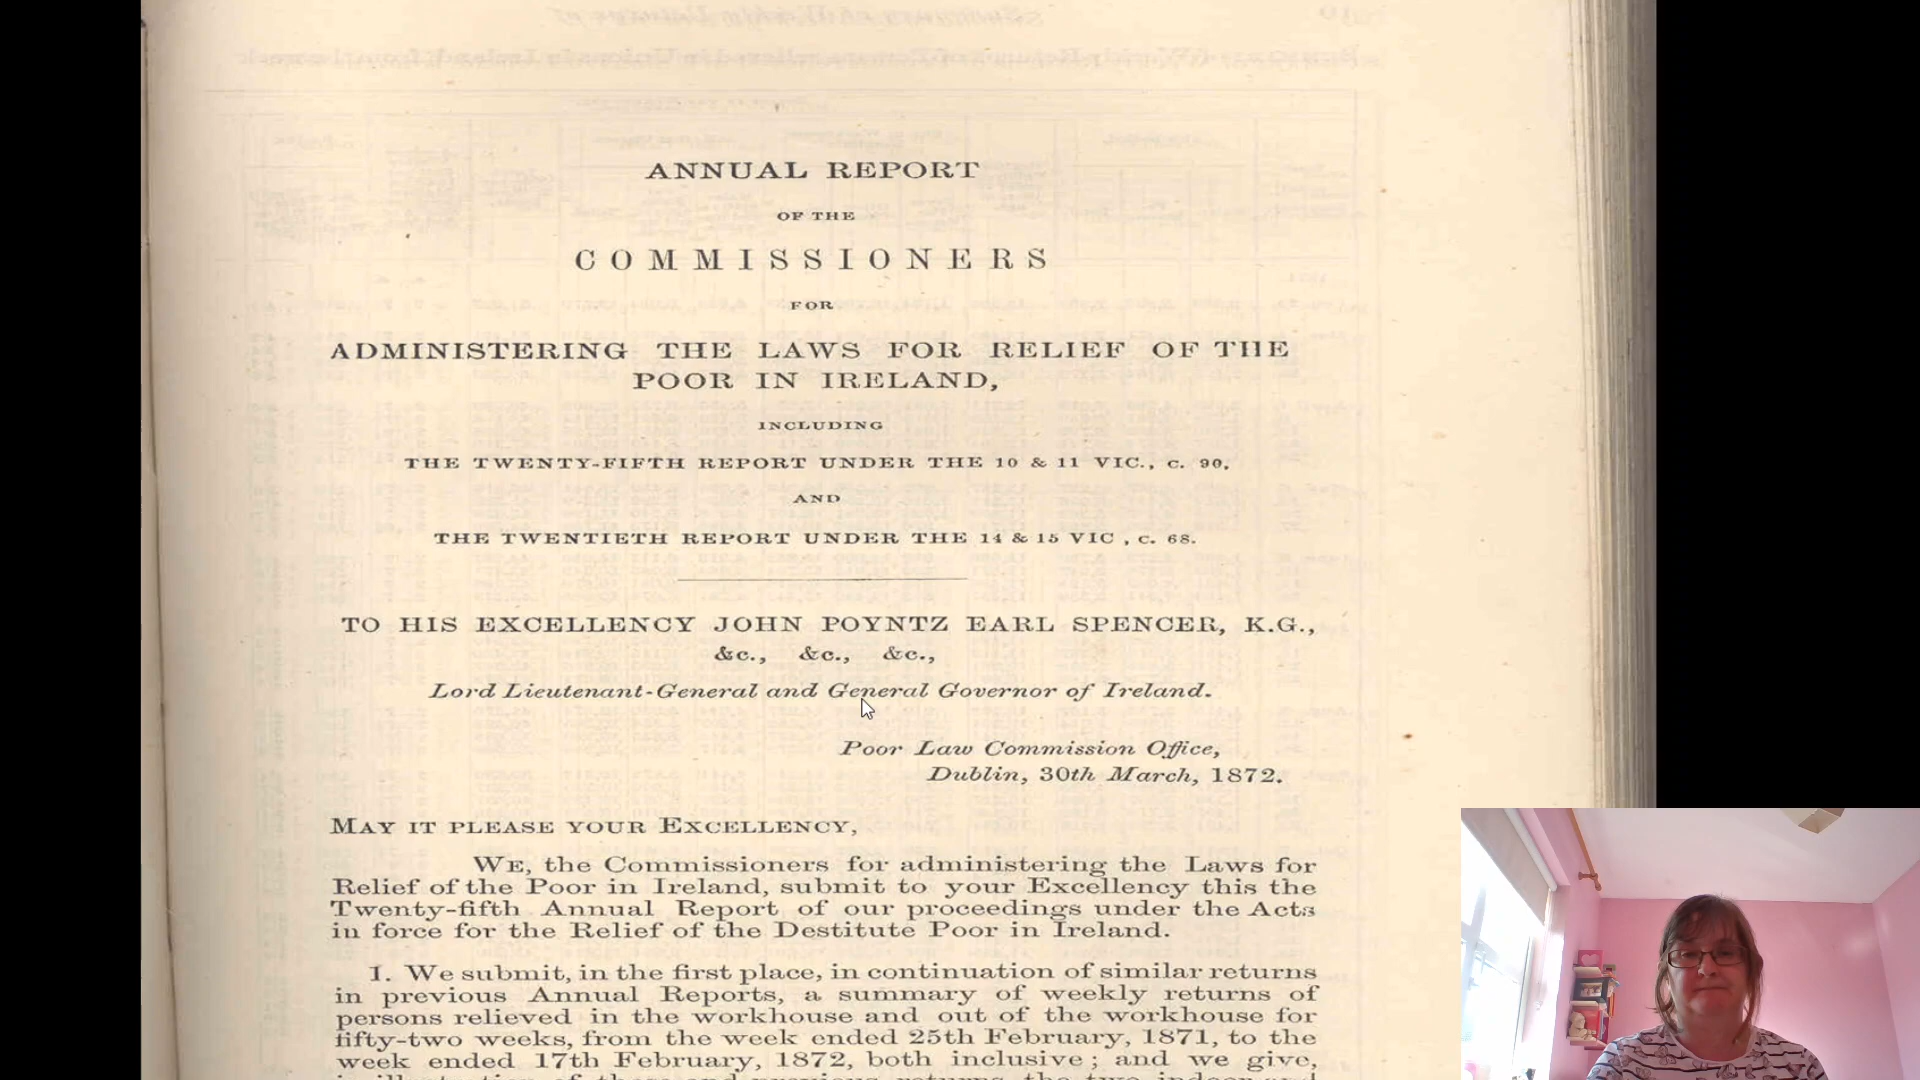 ANNUAL REPORT
OF THE
COMMISSIONERS
FOR
ADMINISTERING THE LAWS FOR RELIEF OF THE
POOR IN IRELAND,
INCLUDING
THE TWENTY-FIFTH REPORT UNDER THE 10 & 11 VIC., C. 90,
AND
THE TWENTIETH REPORT UNDER THE 14 & 15 VIC , C. 68.
TO HIS EXCELLENCY JOHN POYNTZ EARL SPENCER, K.G.,
&c., &c., &c.,
Lord Lieutenant-General and General Governor of Ireland.
Poor Law Commission Office,
Dublin, 30th March, 1872.
MAY IT PLEASE YOUR EXCELLENCY,
WE, the Commissioners for administering the Laws for
Relief of the Poor in Ireland, submit to your Excellency this the
Twenty-fifth Annual Report of our proceedings under the Acts
in force for the Relief of the Destitute Poor in Ireland.
1. We submit, in the first place, in continuation of similar returns
in previous Annual Reports, a summary of weekly returns of
persons relieved in the workhouse and out of the workhouse for
fifty-two weeks, from the week ended 25th February, 1871, to the
week ended 17th February, 1872, both inclusive; and we give,